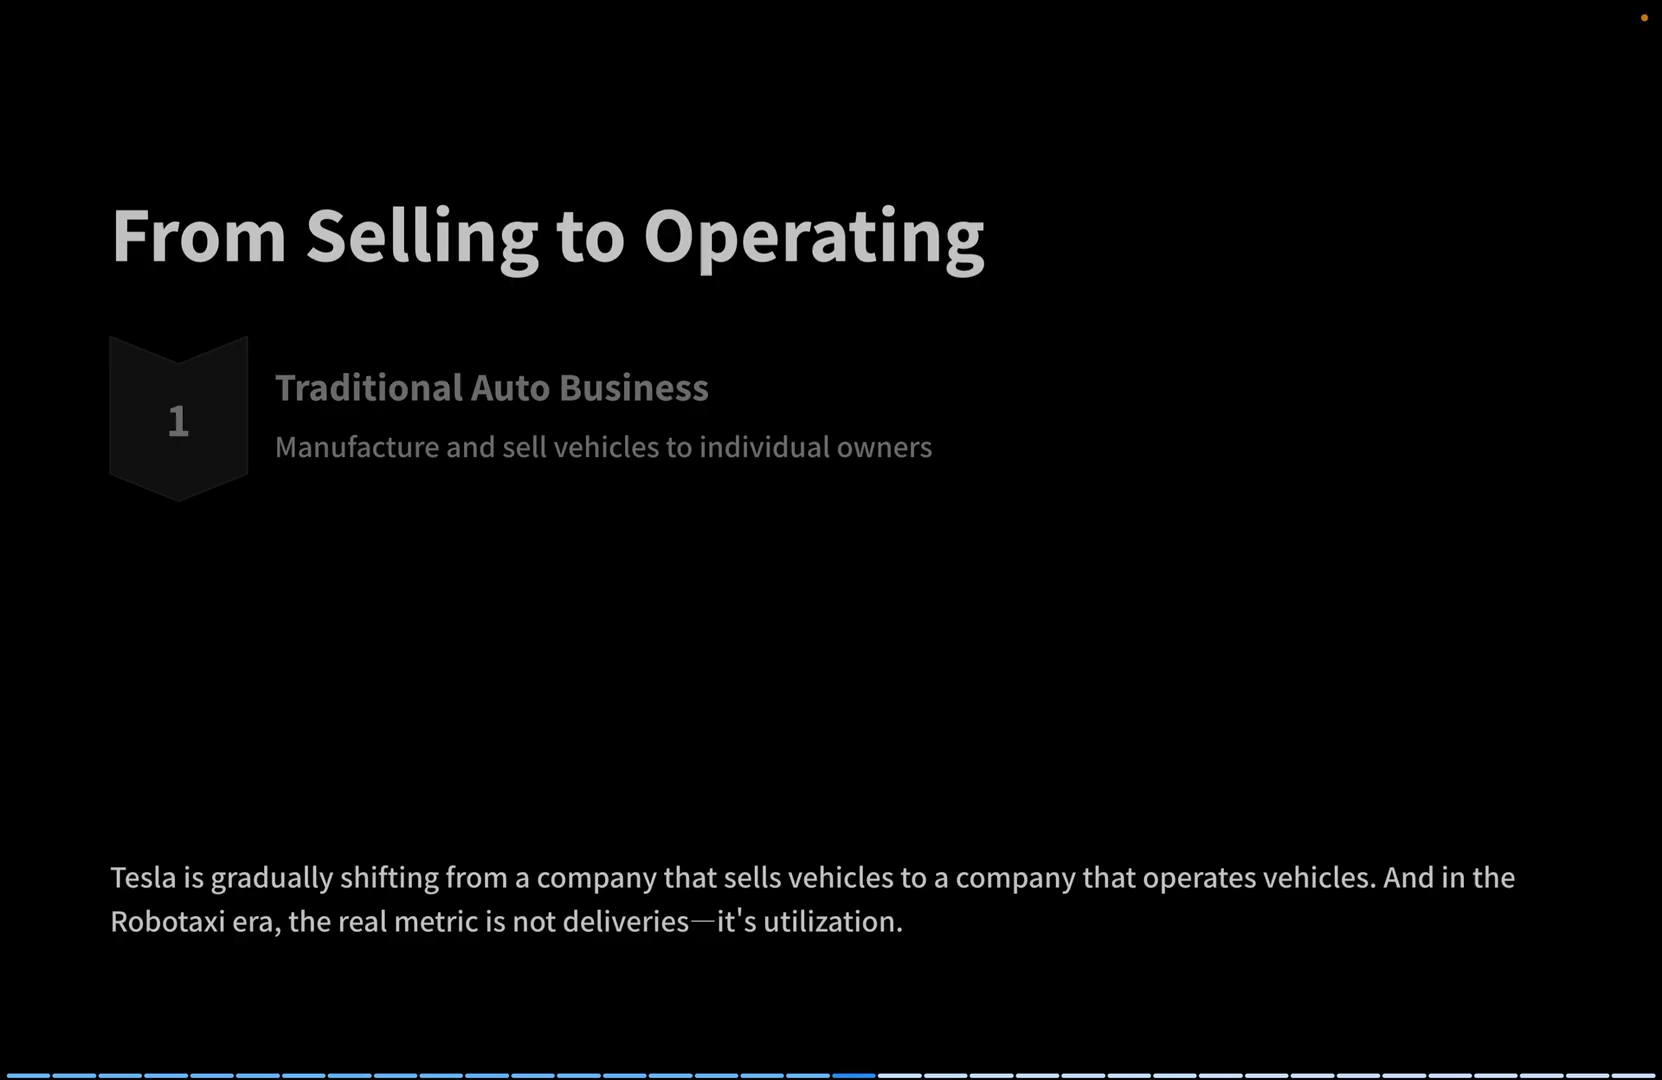 From Selling to Operating
1
Traditional Auto Business
Manufacture and sell vehicles to individual owners
Tesla is gradually shifting from a company that sells vehicles to a company that operates vehicles. And in the
Robotaxi era, the real metric is not deliveries—it's utilization.